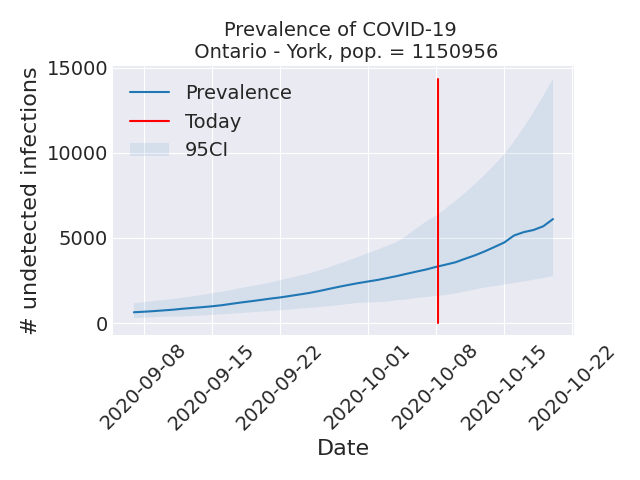 Prevalence of COVID-19
Ontario - York, pop. = 1150956
# undetected infections
15000
10000
5000
0
Prevalence
Today
95CI
2020-09-08
2020-09-15
2020-09-22
2020-10-01
2020-10-08
2020-10-15
2020-10-22
Date